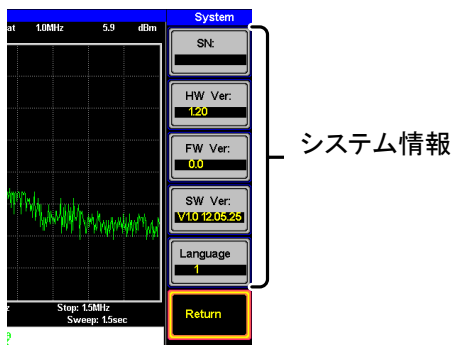 System
at 1.0MHz 5.9 dBm
SN:
HW Ver:
1.20
FW Ver:
0.0
システム情報
SW Ver:
V1.0 12.05.25
Language
1
Stop: 1.5MHz
Sweep: 1.5sec
Return